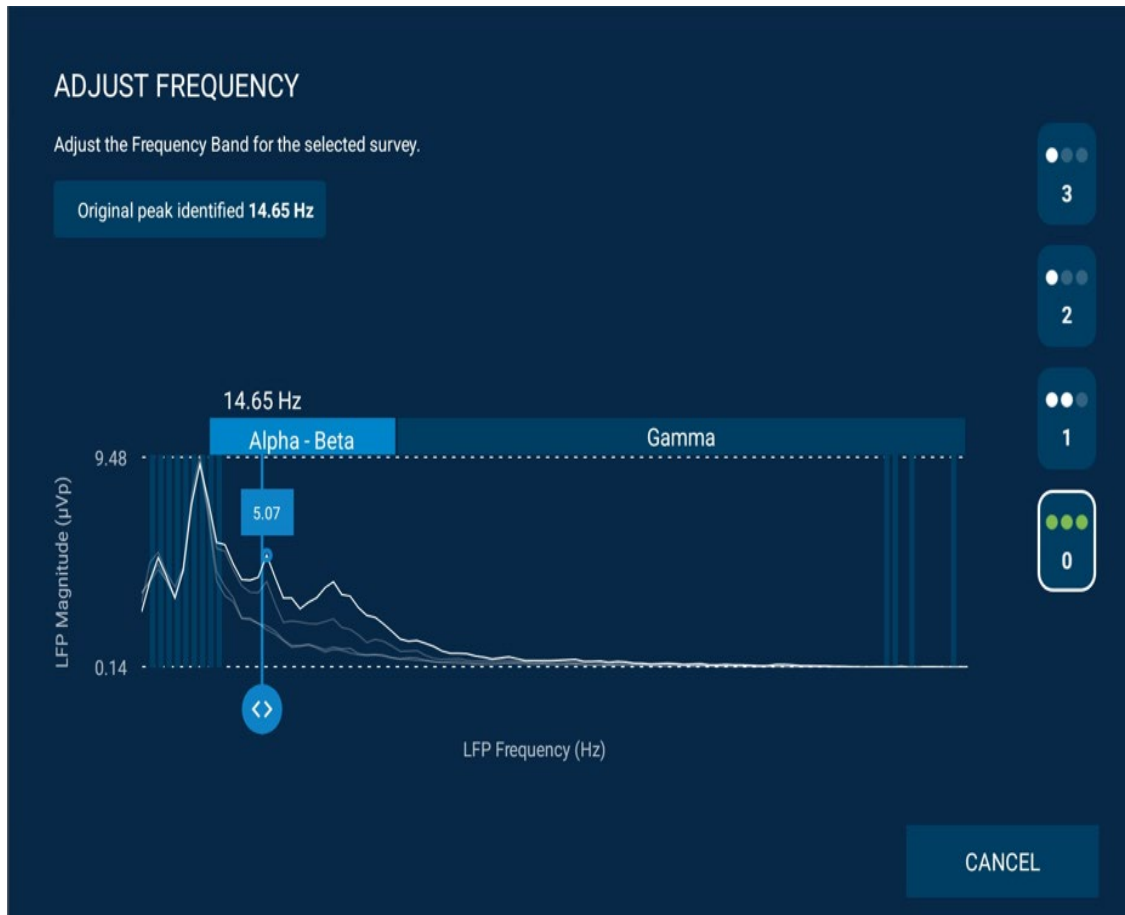 ADJUST FREQUENCY
Adjust the Frequency Band for the selected survey.
Original peak identified 14.65 Hz
3
2
1
0
14.65 Hz
Alpha - Beta
Gamma
9.48
5.07
0.14
LFP Magnitude (µVp)
LFP Frequency (Hz)
CANCEL